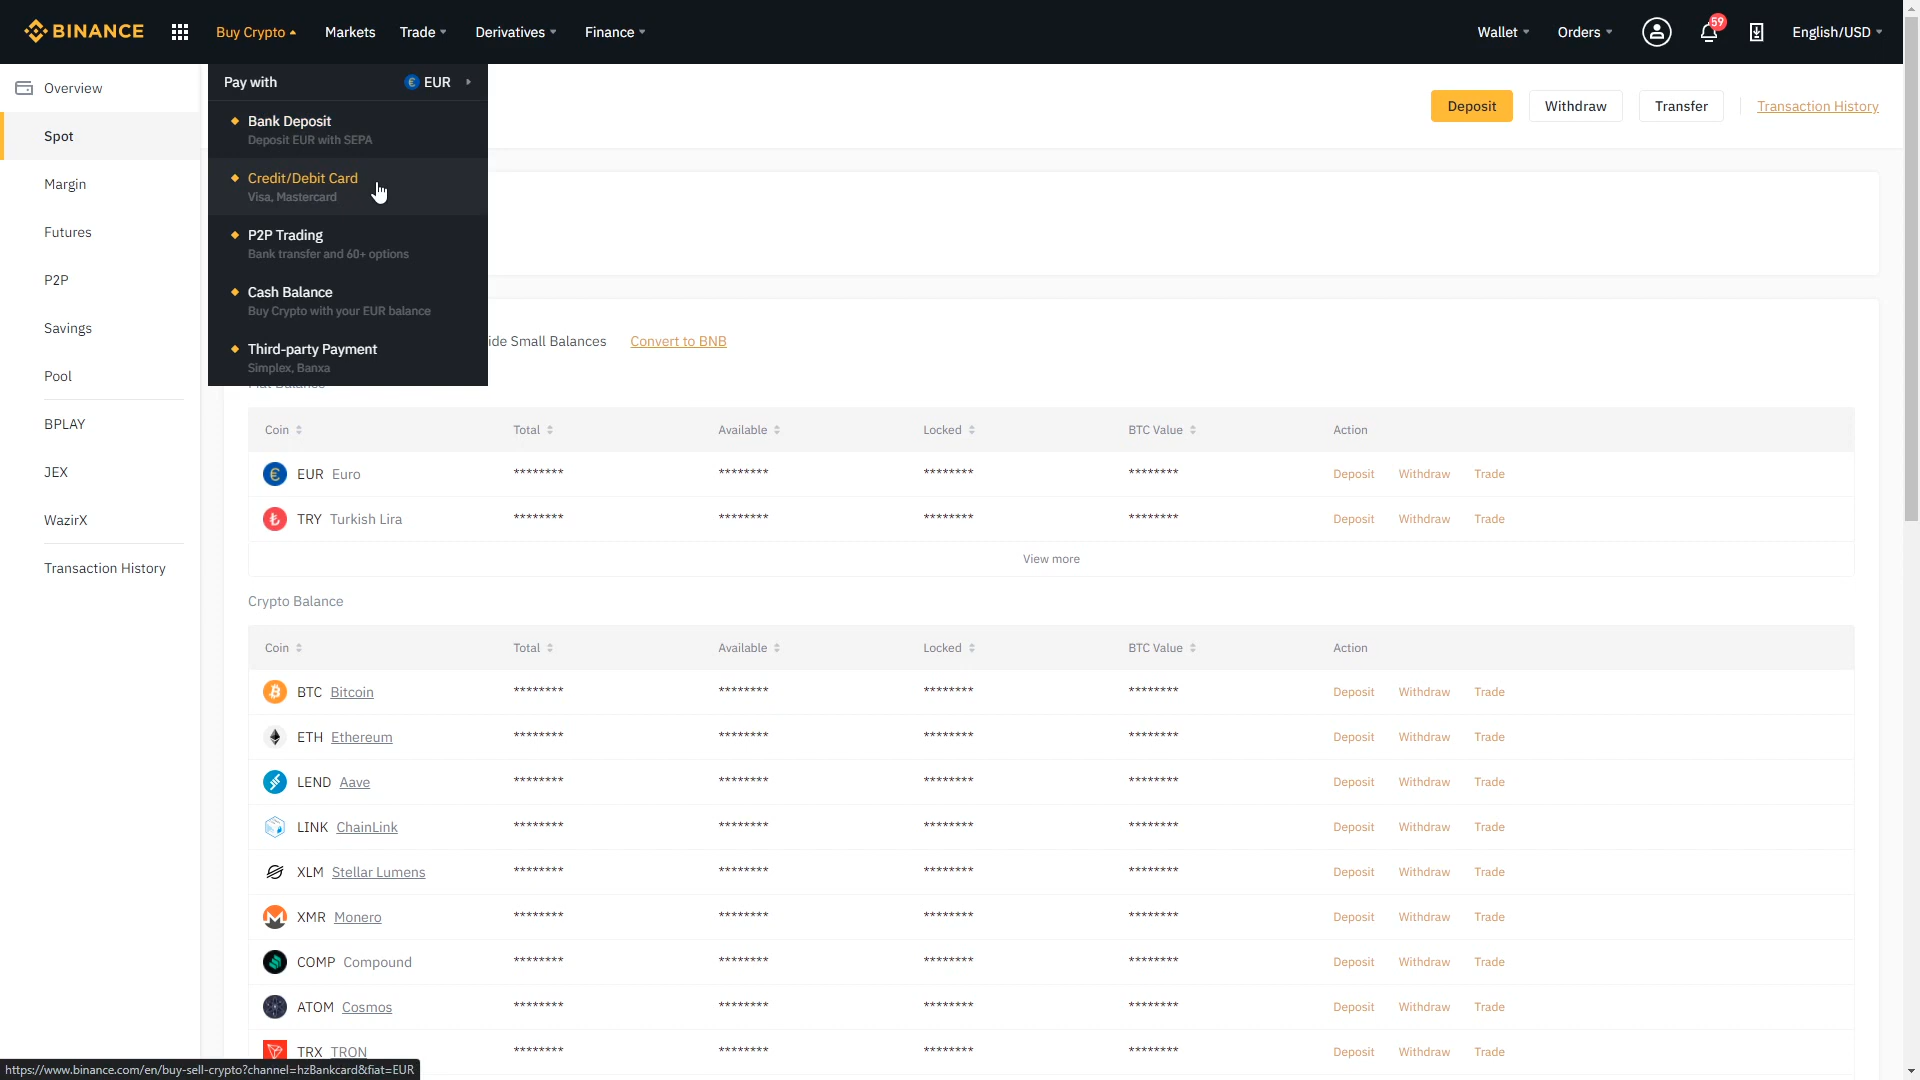 BINANCE
Buy Crypto
Markets
Trade
Derivatives
Finance
Wallet
Orders
59
English/USD
Overview
Spot
Margin
Futures
P2P
Savings
Pool
BPLAY
JEX
WazirX
Transaction History
Pay with € EUR
Bank Deposit
Deposit EUR with SEPA
Credit/Debit Card
Visa, Mastercard
P2P Trading
Bank transfer and 60+ options
Cash Balance
Buy Crypto with your EUR balance
Third-party Payment
Simplex, Banxa
Deposit
Withdraw
Transfer
Transaction History
ide Small Balances
Convert to BNB
Coin Total Available Locked BTC Value Action
EUR Euro ******** ******** ******** ******** Deposit Withdraw Trade
TRY Turkish Lira ******** ******** ******** ******** Deposit Withdraw Trade
View more
Crypto Balance
Coin Total Available Locked BTC Value Action
BTC Bitcoin ******** ******** ******** ******** Deposit Withdraw Trade
ETH Ethereum ******** ******** ******** ******** Deposit Withdraw Trade
LEND Aave ******** ******** ******** ******** Deposit Withdraw Trade
LINK ChainLink ******** ******** ******** ******** Deposit Withdraw Trade
XLM Stellar Lumens ******** ******** ******** ******** Deposit Withdraw Trade
XMR Monero ******** ******** ******** ******** Deposit Withdraw Trade
COMP Compound ******** ******** ******** ******** Deposit Withdraw Trade
ATOM Cosmos ******** ******** ******** ******** Deposit Withdraw Trade
TRX TRON ******** ******** ******** ******** Deposit Withdraw Trade
https://www.binance.com/en/buy-sell-crypto?channel=hzBankcard&fiat=EUR